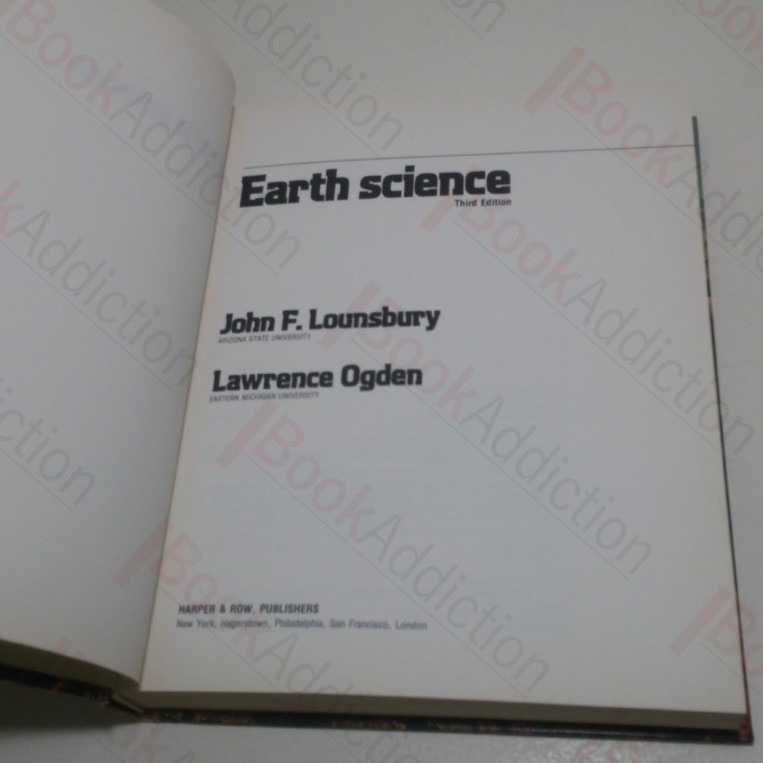 Earth science
Third Edition
John F. Lounsbury
ARIZONA STATE UNIVERSITY
Lawrence Ogden
EASTERN MICHIGAN UNIVERSITY
HARPER & ROW, PUBLISHERS
New York, Hagerstown, Philadelphia, San Francisco, London
BookAddiction